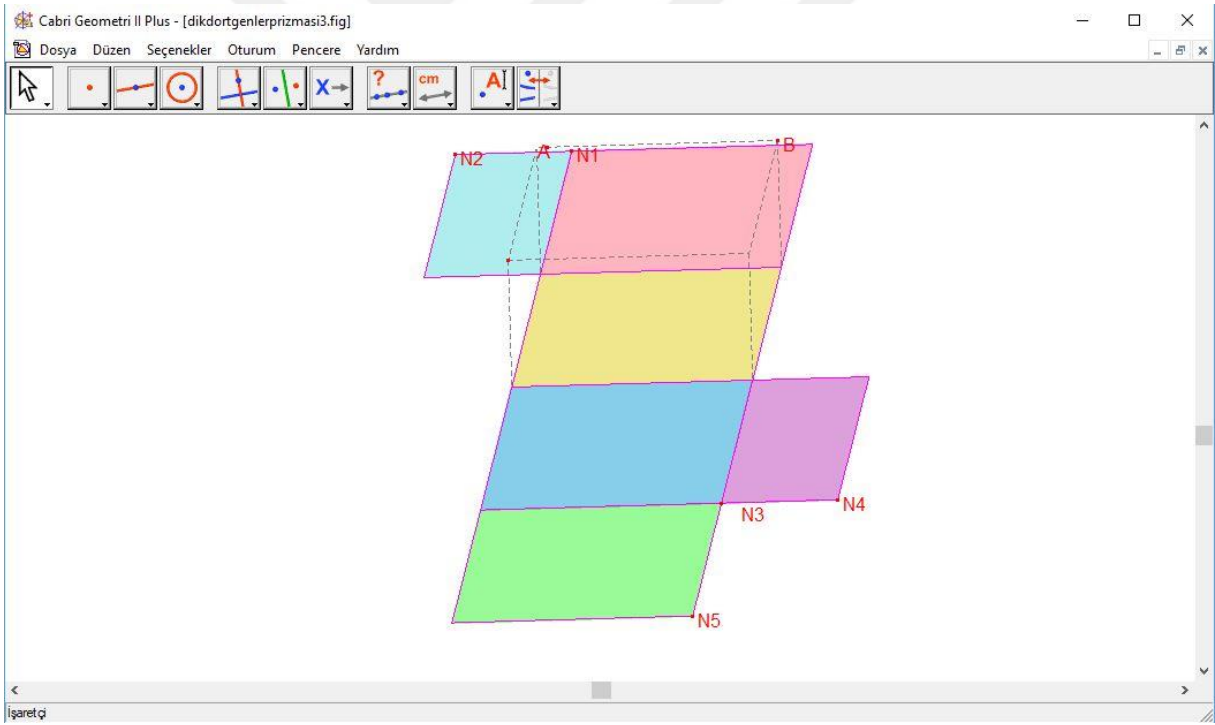 Cabri Geometri II Plus - [dikdortgenlerprizmasi3.fig]
Dosya Düzen Seçenekler Oturum Pencere Yardım
X ? cm A
N2 A N1 B
N3 N4
N5
İşaretçi